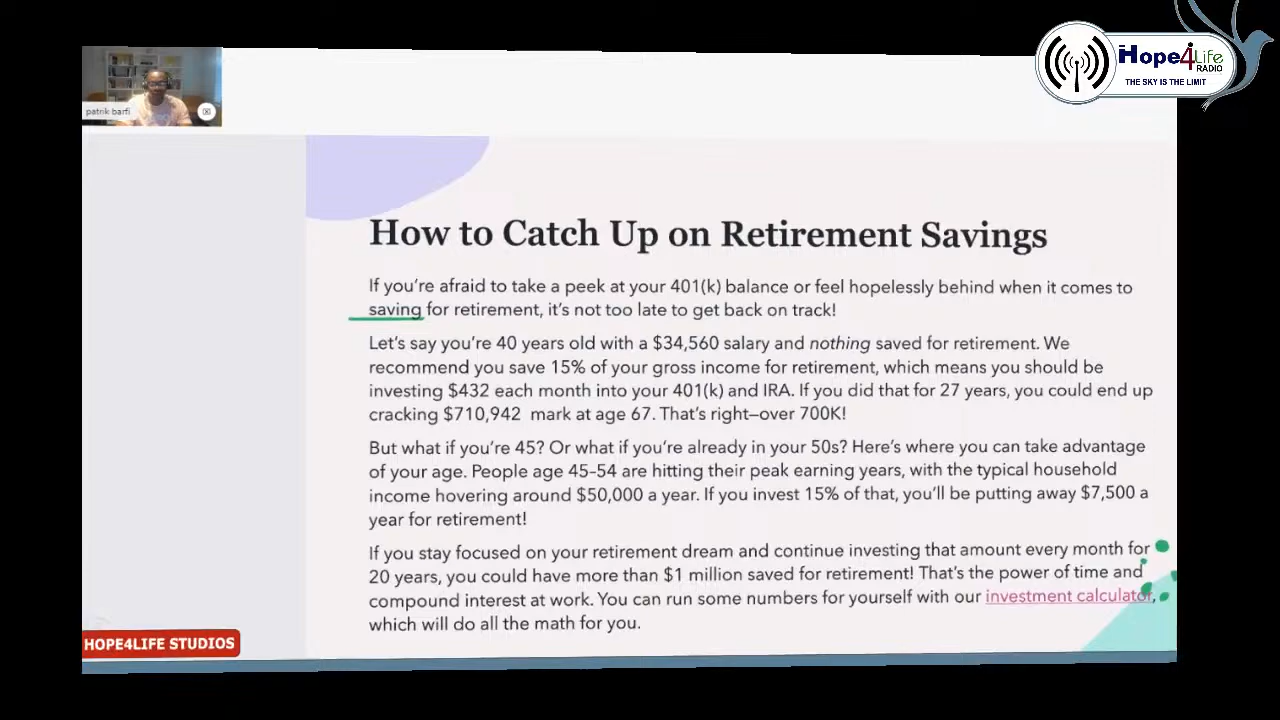 Hope4Life
RADIO
THE SKY IS THE LIMIT
patrik barfi
How to Catch Up on Retirement Savings
If you're afraid to take a peek at your 401(k) balance or feel hopelessly behind when it comes to
saving for retirement, it's not too late to get back on track!
Let's say you're 40 years old with a $34,560 salary and nothing saved for retirement. We
recommend you save 15% of your gross income for retirement, which means you should be
investing $432 each month into your 401(k) and IRA. If you did that for 27 years, you could end up
cracking $710,942 mark at age 67. That's right—over 700K!
But what if you're 45? Or what if you're already in your 50s? Here's where you can take advantage
of your age. People age 45–54 are hitting their peak earning years, with the typical household
income hovering around $50,000 a year. If you invest 15% of that, you'll be putting away $7,500 a
year for retirement!
If you stay focused on your retirement dream and continue investing that amount every month for
20 years, you could have more than $1 million saved for retirement! That's the power of time and
compound interest at work. You can run some numbers for yourself with our investment calculator,
which will do all the math for you.
HOPE4LIFE STUDIOS